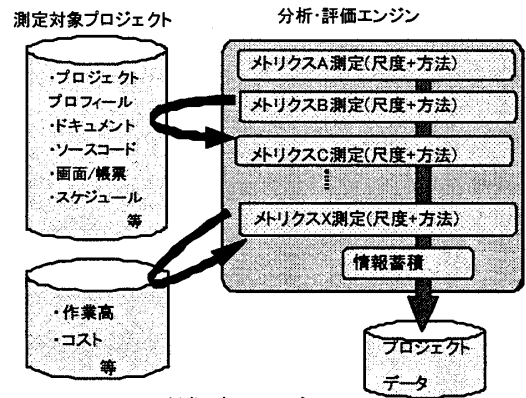 測定対象プロジェクト
・プロジェクト
プロフィール
・ドキュメント
・ソースコード
・画面/帳票
・スケジュール
等
・作業高
・コスト
等
分析・評価エンジン
メトリクスA測定(尺度+方法)
メトリクスB測定(尺度+方法)
メトリクスC測定(尺度+方法)
メトリクスX測定(尺度+方法)
情報蓄積
プロジェクト
データ